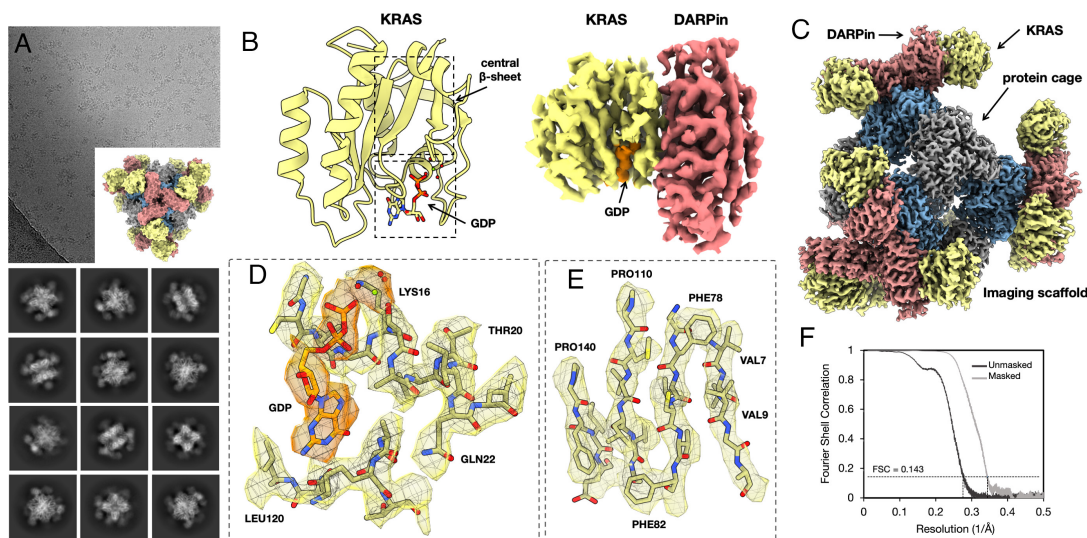 A
B
KRAS
central
β-sheet
GDP
KRAS
DARPin
GDP
C
DARPin
KRAS
protein cage
Imaging scaffold
D
LYS16
THR20
GDP
GLN22
LEU120
E
PRO110
PHE78
PRO140
VAL7
VAL9
PHE82
F
Fourier Shell Correlation
1
0.8
0.6
0.4
0.2
0
Unmasked
Masked
FSC = 0.143
0 0.1 0.2 0.3 0.4 0.5
Resolution (1/Å)